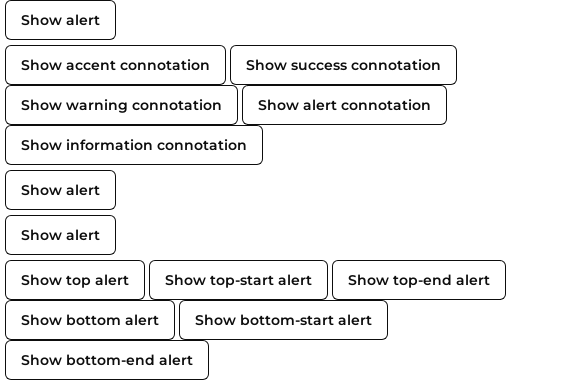 Show alert
Show accent connotation Show success connotation
Show warning connotation Show alert connotation
Show information connotation
Show alert
Show alert
Show top alert Show top-start alert Show top-end alert
Show bottom alert Show bottom-start alert
Show bottom-end alert